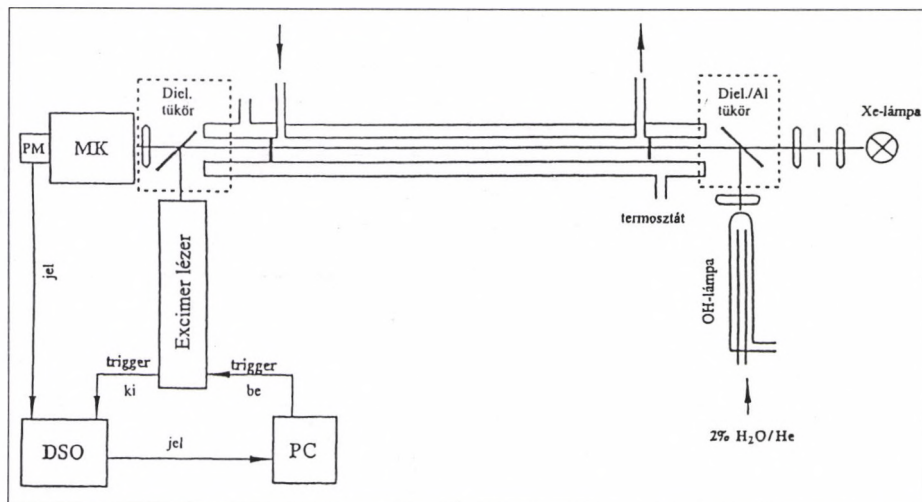 Diel.
tükör
Diel./Al
tükör
Xe-lámpa
PM
MK
termosztát
jel
Excimer lézer
OH-lámpa
trigger
ki
trigger
be
DSO
jel
PC
2% H₂O/He